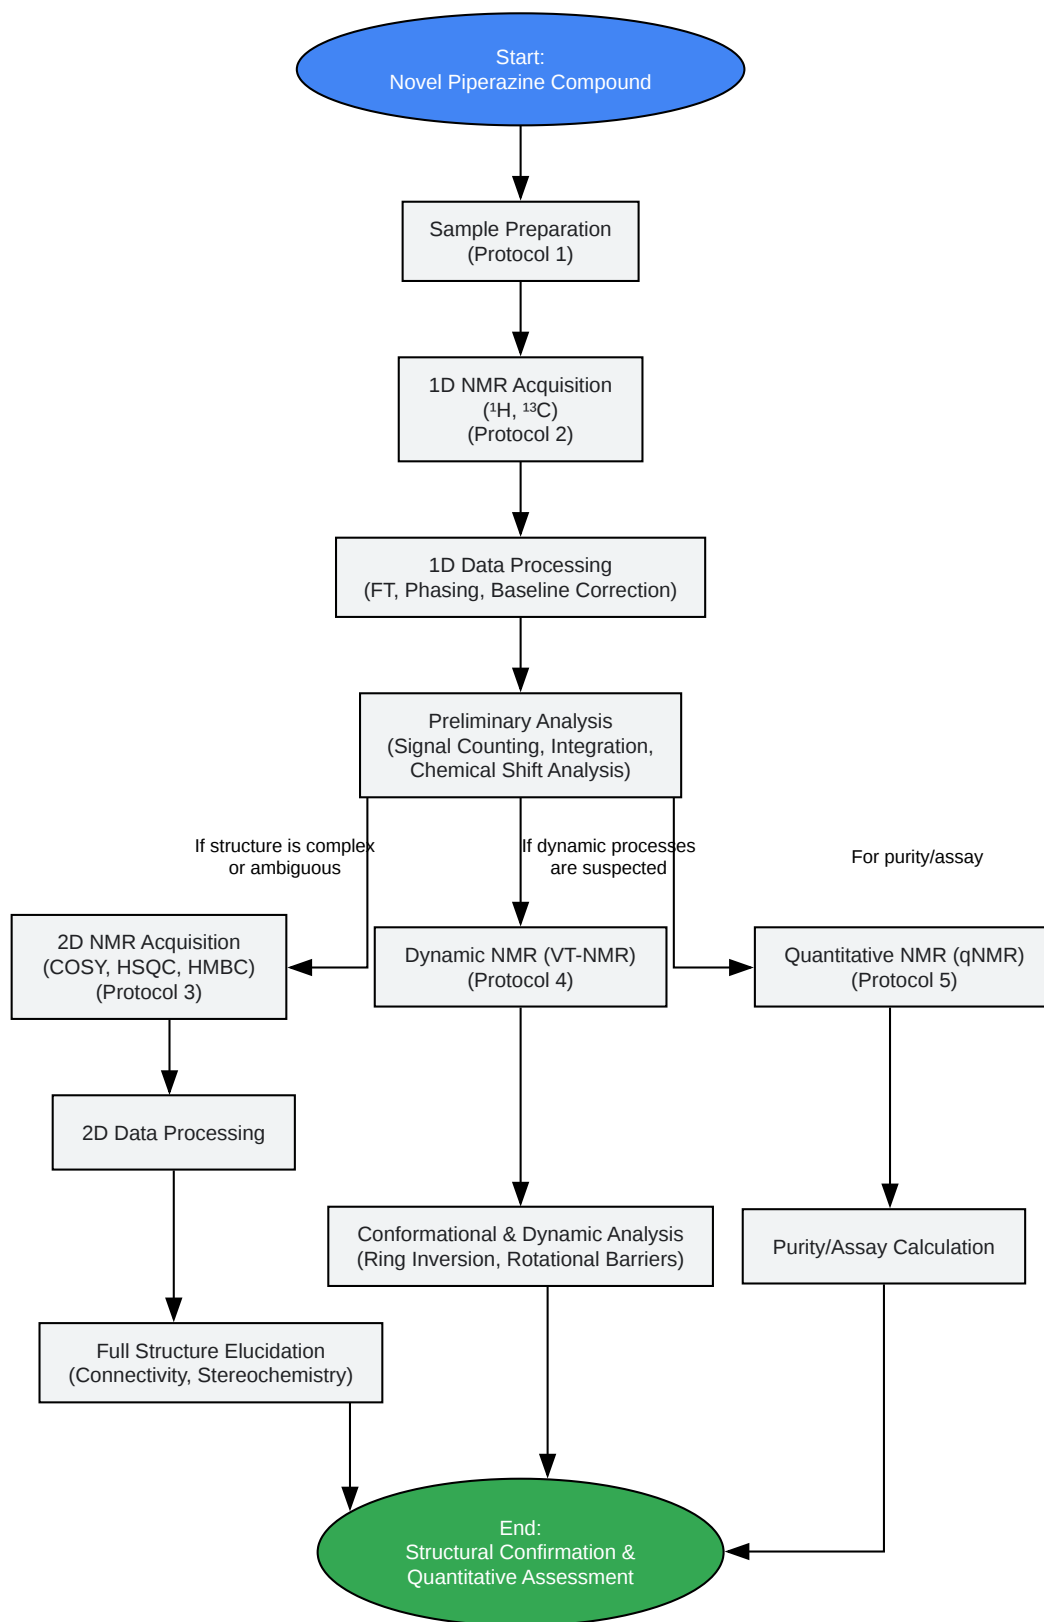 Start:
Novel Piperazine Compound
Sample Preparation
(Protocol 1)
1D NMR Acquisition
(¹H, ¹³C)
(Protocol 2)
1D Data Processing
(FT, Phasing, Baseline Correction)
Preliminary Analysis
(Signal Counting, Integration,
Chemical Shift Analysis)
If structure is complex
or ambiguous
If dynamic processes
are suspected
For purity/assay
2D NMR Acquisition
(COSY, HSQC, HMBC)
(Protocol 3)
Dynamic NMR (VT-NMR)
(Protocol 4)
Quantitative NMR (qNMR)
(Protocol 5)
2D Data Processing
Conformational & Dynamic Analysis
(Ring Inversion, Rotational Barriers)
Purity/Assay Calculation
Full Structure Elucidation
(Connectivity, Stereochemistry)
End:
Structural Confirmation &
Quantitative Assessment